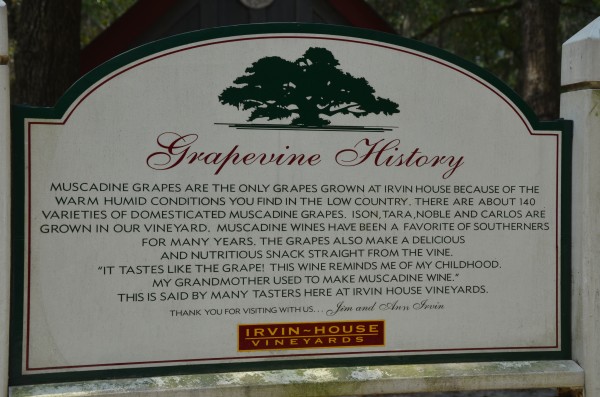 Grapevine History
MUSCADINE GRAPES ARE THE ONLY GRAPES GROWN AT IRVIN HOUSE BECAUSE OF THE
WARM HUMID CONDITIONS YOU FIND IN THE LOW COUNTRY. THERE ARE ABOUT 140
VARIETIES OF DOMESTICATED MUSCADINE GRAPES. ISON,TARA,NOBLE AND CARLOS ARE
GROWN IN OUR VINEYARD. MUSCADINE WINES HAVE BEEN A FAVORITE OF SOUTHERNERS
FOR MANY YEARS. THE GRAPES ALSO MAKE A DELICIOUS
AND NUTRITIOUS SNACK STRAIGHT FROM THE VINE.
"IT TASTES LIKE THE GRAPE! THIS WINE REMINDS ME OF MY CHILDHOOD.
MY GRANDMOTHER USED TO MAKE MUSCADINE WINE."
THIS IS SAID BY MANY TASTERS HERE AT IRVIN HOUSE VINEYARDS.
THANK YOU FOR VISITING WITH US... Jim and Ann Irvin
IRVIN~HOUSE
VINEYARDS